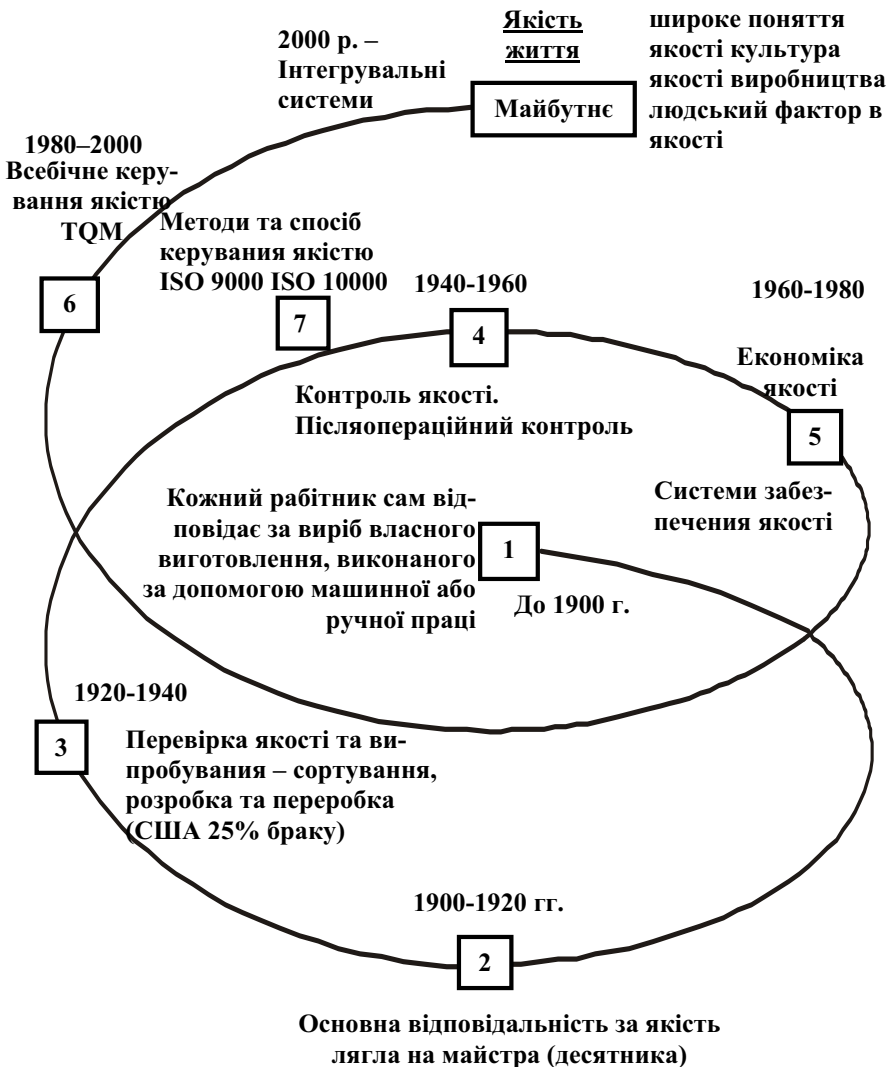 Якість
життя
широке поняття
якості культура
якості виробництва
людський фактор в
якості
2000 р. –
Інтегрувальні
системи
Майбутнє
1980–2000
Всебічне керу-
вання якістю
TQM
Методи та спосіб
керування якістю
ISO 9000 ISO 10000
6
7
1940-1960
4
1960-1980
Економіка
якості
5
Контроль якості.
Післяопераційний контроль
Системи забез-
печення якості
Кожний рабітник сам від-
повідає за виріб власного
виготовлення, виконаного
за допомогою машинної або
ручної праці
1
До 1900 г.
1920-1940
3
Перевірка якості та ви-
пробування – сортування,
розробка та переробка
(США 25% браку)
1900-1920 гг.
2
Основна відповідальність за якість
лягла на майстра (десятника)